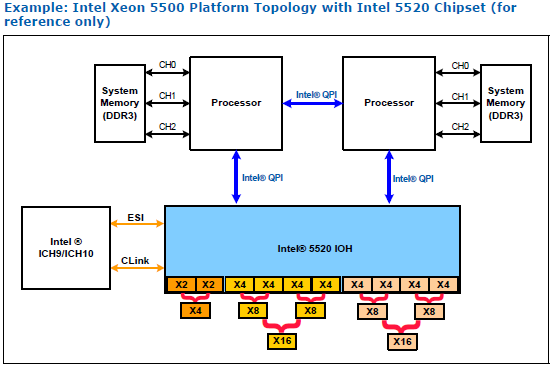 Example: Intel Xeon 5500 Platform Topology with Intel 5520 Chipset (for
reference only)
System
Memory
(DDR3)
CH0
CH1
CH2
Processor
Intel® QPI
Processor
CH0
CH1
CH2
System
Memory
(DDR3)
Intel® QPI
Intel® QPI
Intel ®
ICH9/ICH10
ESI
CLink
Intel® 5520 IOH
X2 X2 X4 X4 X4 X4 X4 X4 X4 X4
X4 X8 X8 X8 X8
X16 X16